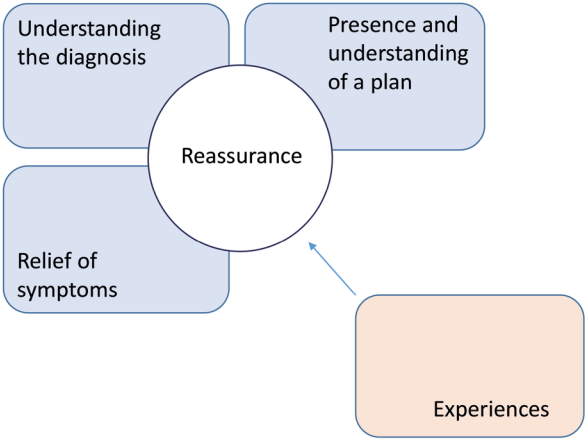 Understanding
the diagnosis
Presence and
understanding
of a plan
Reassurance
Relief of
symptoms
Experiences